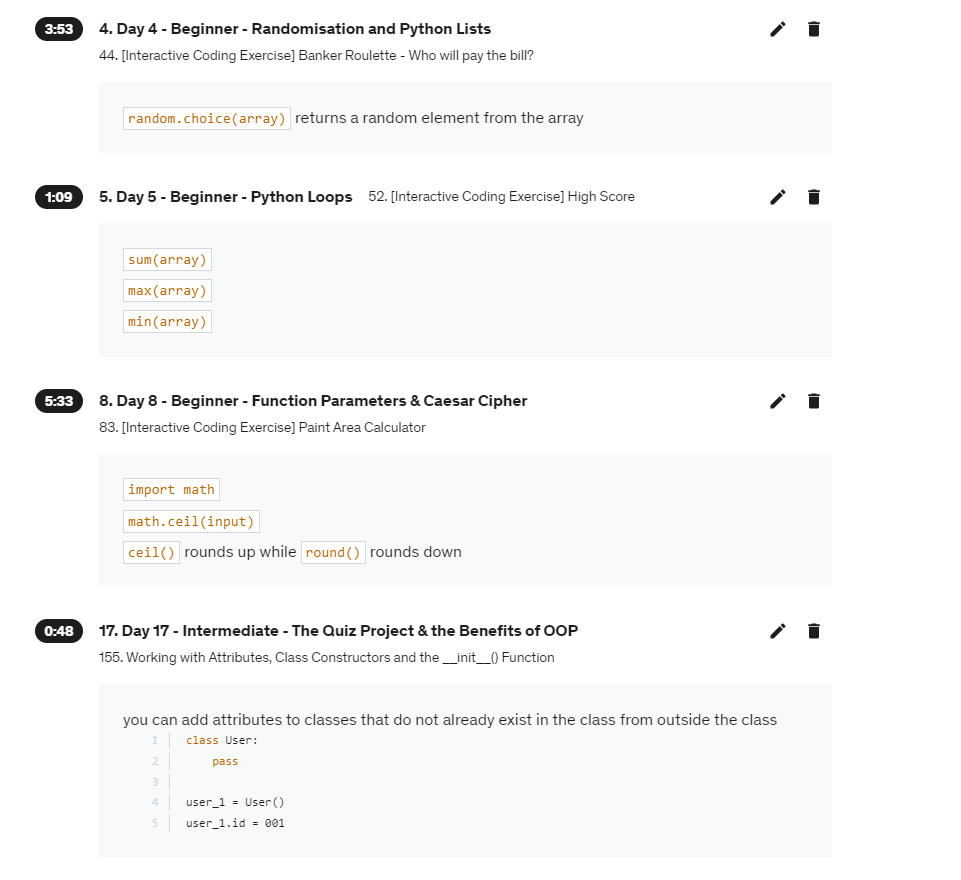 3:53 4. Day 4 - Beginner - Randomisation and Python Lists
44. [Interactive Coding Exercise] Banker Roulette - Who will pay the bill?
random.choice(array) returns a random element from the array
1:09 5. Day 5 - Beginner - Python Loops 52. [Interactive Coding Exercise] High Score
sum(array)
max(array)
min(array)
5:33 8. Day 8 - Beginner - Function Parameters & Caesar Cipher
83. [Interactive Coding Exercise] Paint Area Calculator
import math
math.ceil(input)
ceil() rounds up while round() rounds down
0:48 17. Day 17 - Intermediate - The Quiz Project & the Benefits of OOP
155. Working with Attributes, Class Constructors and the __init__() Function
you can add attributes to classes that do not already exist in the class from outside the class
1 class User:
2 pass
3
4 user_1 = User()
5 user_1.id = 001